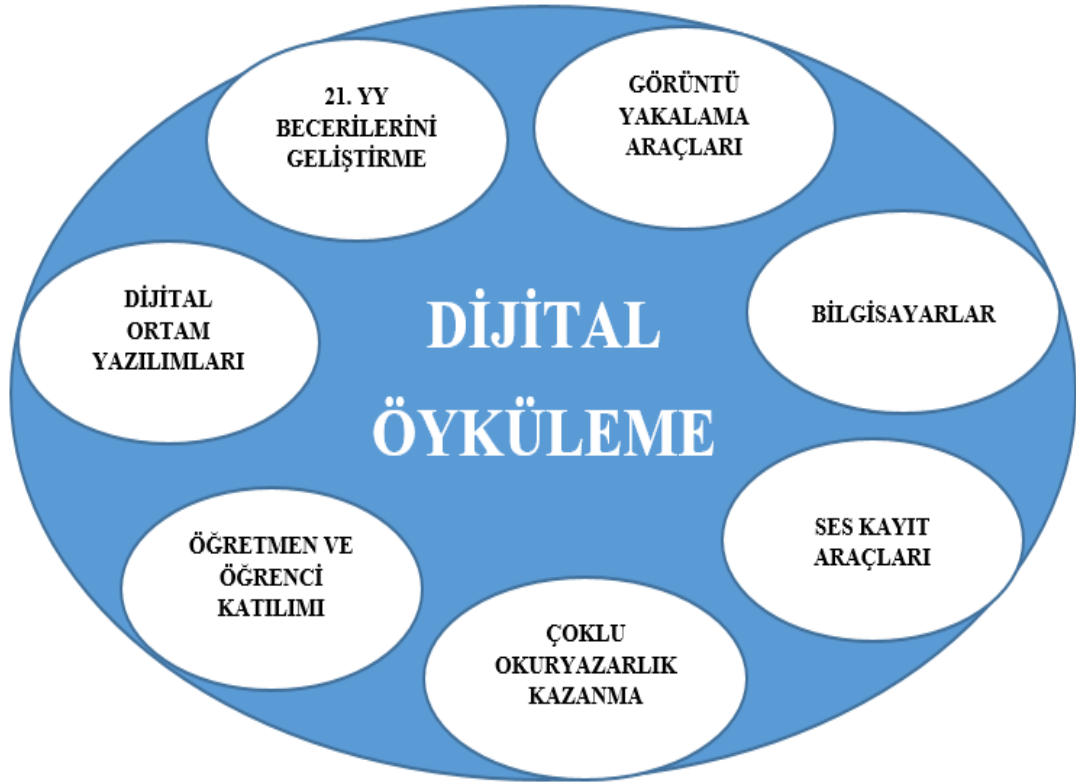 21. YY
BECERİLERİNİ
GELİŞTİRME
GÖRÜNTÜ
YAKALAMA
ARAÇLARI
DİJİTAL
ORTAM
YAZILIMLARI
DİJİTAL
ÖYKÜLEME
BİLGİSAYARLAR
ÖĞRETMEN VE
ÖĞRENCİ
KATILIMI
SES KAYIT
ARAÇLARI
ÇOKLU
OKURYAZARLIK
KAZANMA